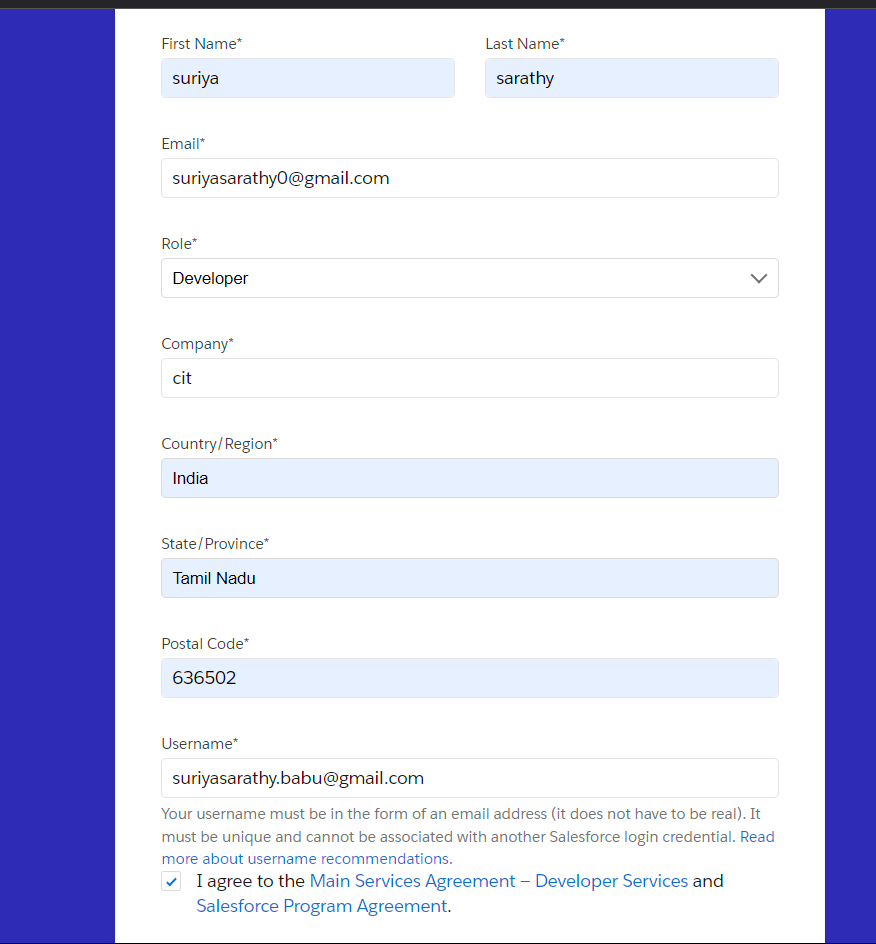 First Name* Last Name*
suriya sarathy
Email*
suriyasarathy0@gmail.com
Role*
Developer
Company*
cit
Country/Region*
India
State/Province*
Tamil Nadu
Postal Code*
636502
Username*
suriyasarathy.babu@gmail.com
Your username must be in the form of an email address (it does not have to be real). It
must be unique and cannot be associated with another Salesforce login credential. Read
more about username recommendations.
I agree to the Main Services Agreement – Developer Services and
Salesforce Program Agreement.